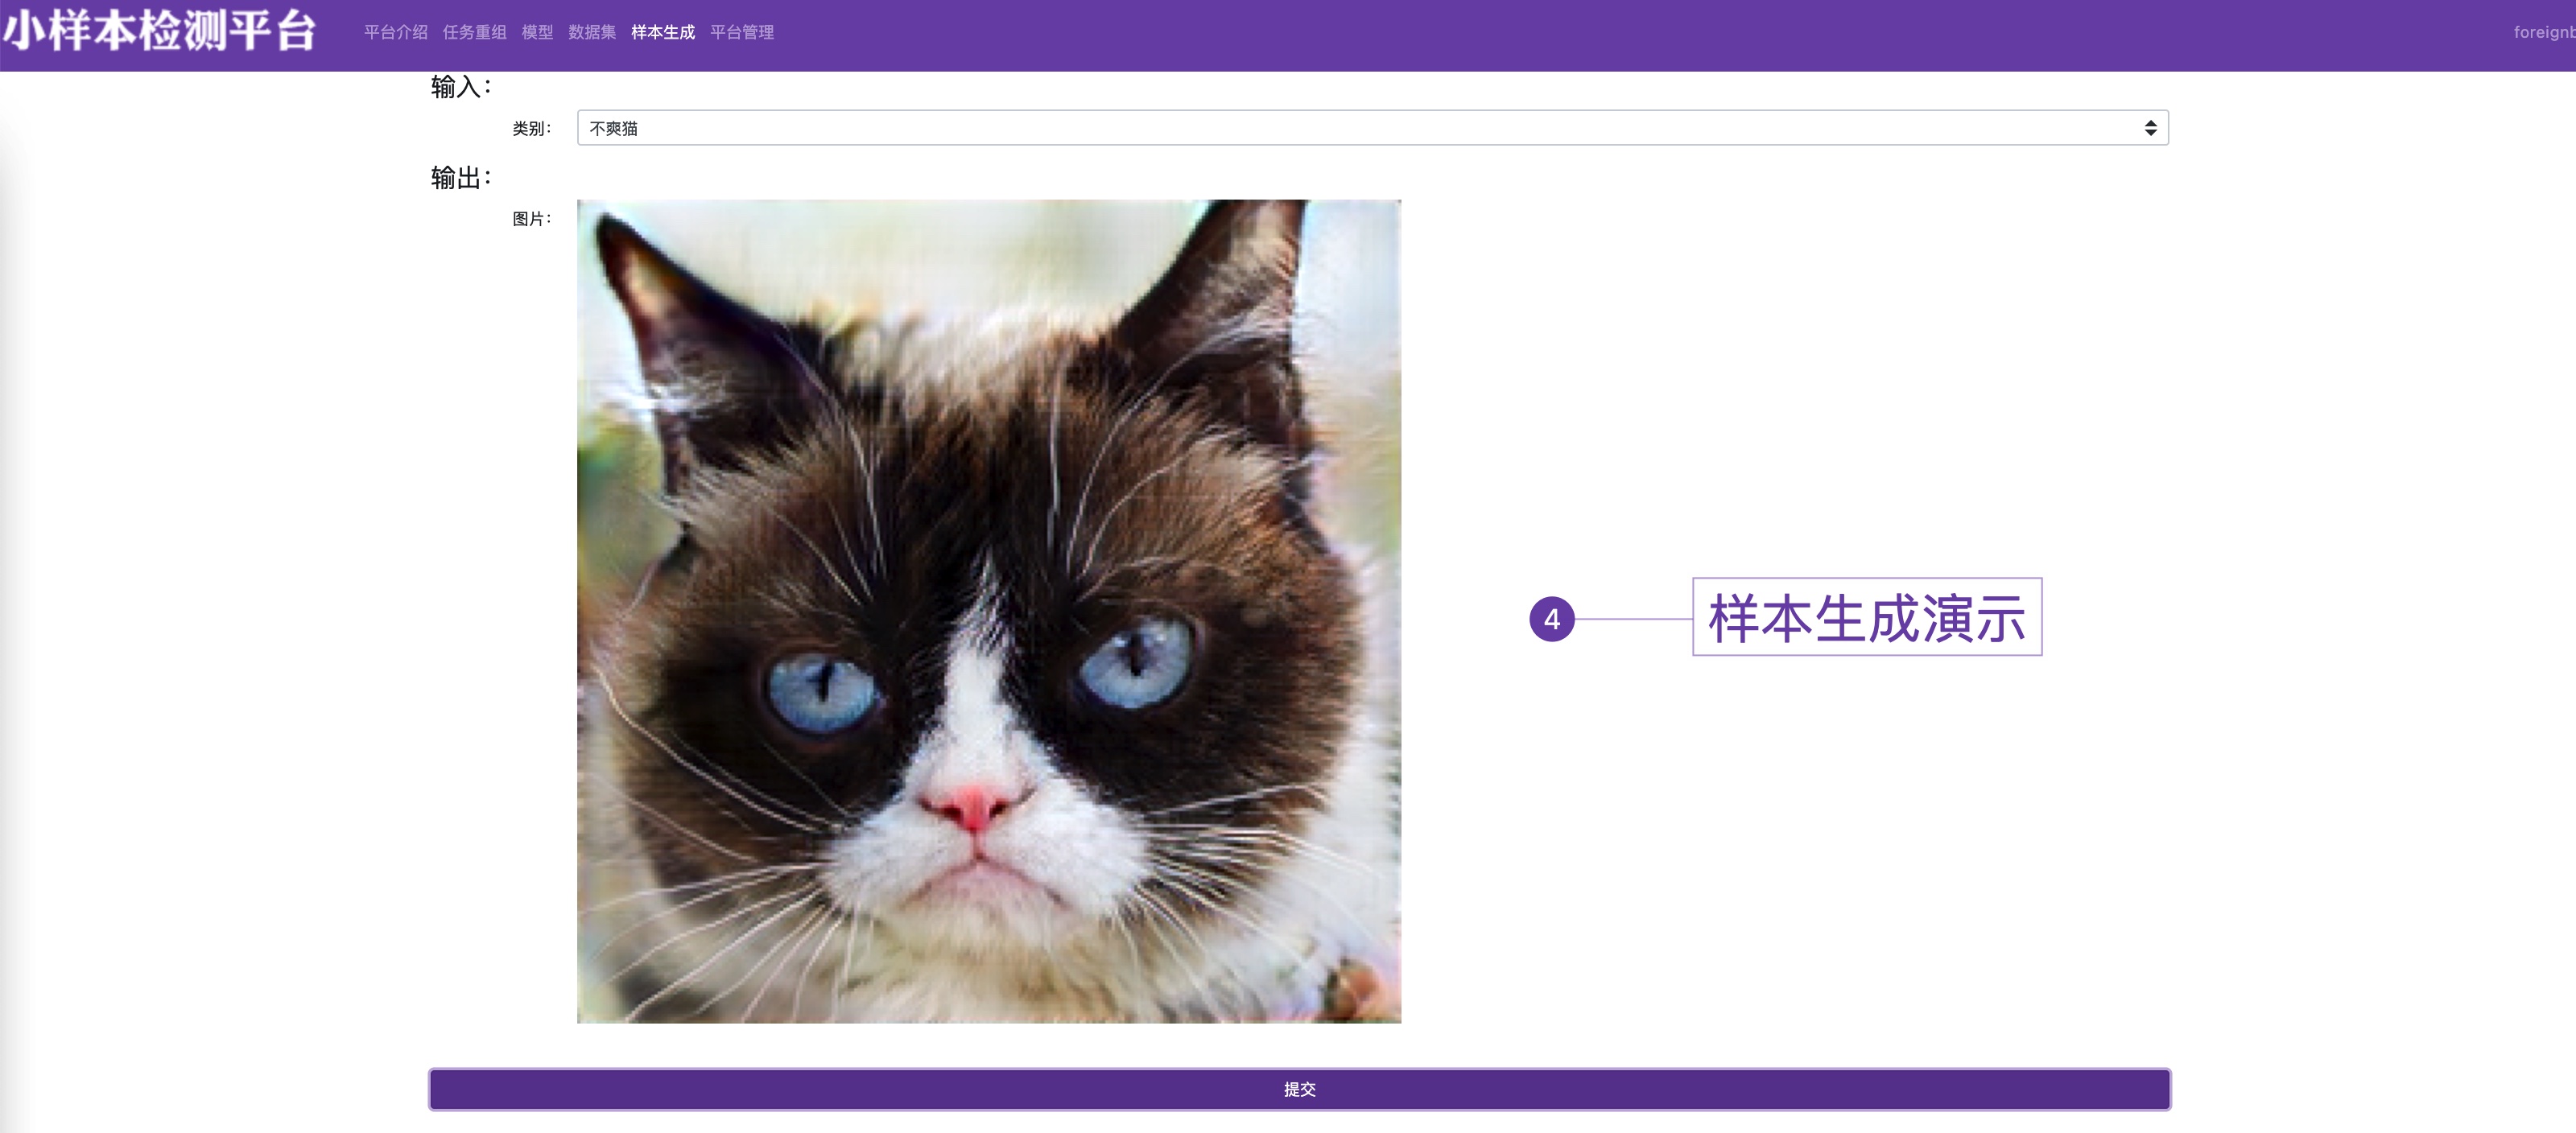 小样本检测平台
平台介绍 任务重组 模型 数据集 样本生成 平台管理
foreignb
输入：
类别： 不爽猫
输出：
图片：
4 样本生成演示
提交